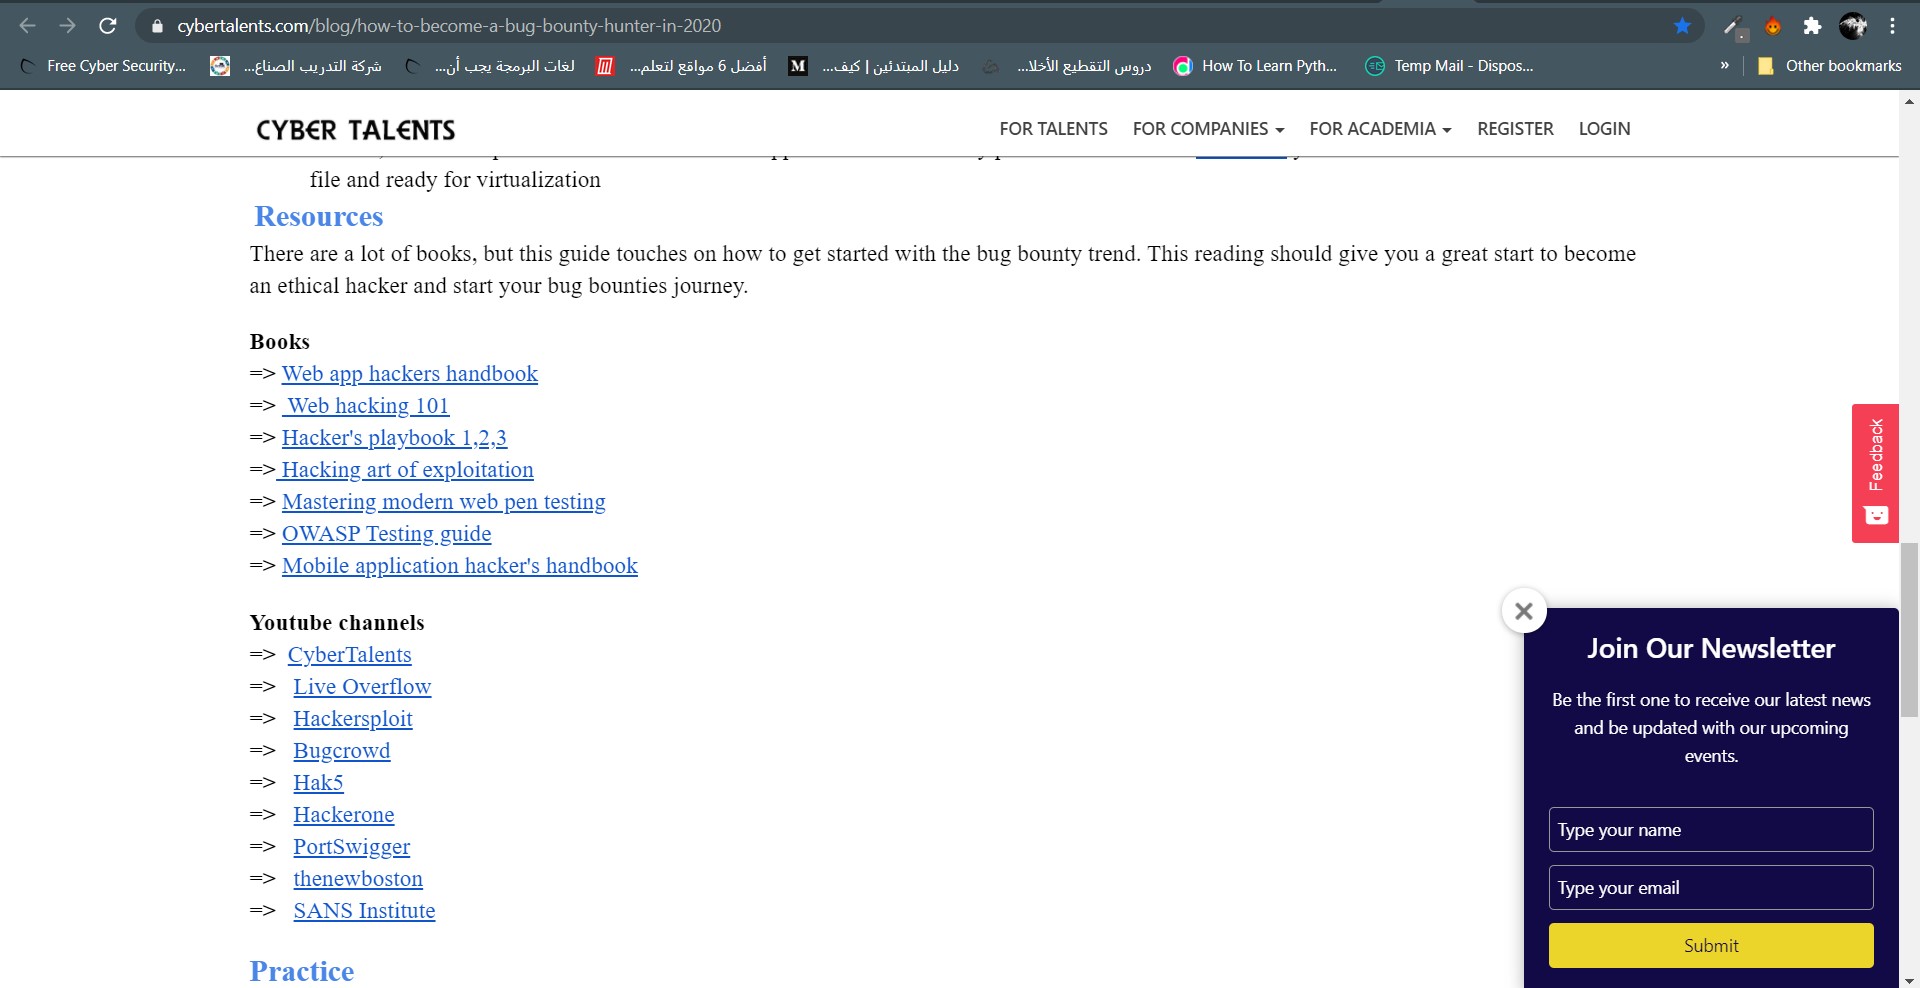 cybertalents.com/blog/how-to-become-a-bug-bounty-hunter-in-2020
Free Cyber Security...
شركة التدريب الصناع...
لغات البرمجة يجب أن...
أفضل 6 مواقع لتعلم...
M
دليل المبتدئين | كيف...
دروس التقطيع الأخلا...
How To Learn Pyth...
Temp Mail - Dispos...
»
Other bookmarks
CYBER TALENTS
FOR TALENTS
FOR COMPANIES
FOR ACADEMIA
REGISTER
LOGIN
file and ready for virtualization
Resources
There are a lot of books, but this guide touches on how to get started with the bug bounty trend. This reading should give you a great start to become
an ethical hacker and start your bug bounties journey.
Books
=> Web app hackers handbook
=> Web hacking 101
=> Hacker's playbook 1,2,3
=> Hacking art of exploitation
=> Mastering modern web pen testing
=> OWASP Testing guide
=> Mobile application hacker's handbook
Youtube channels
=> CyberTalents
=> Live Overflow
=> Hackersploit
=> Bugcrowd
=> Hak5
=> Hackerone
=> PortSwigger
=> thenewboston
=> SANS Institute
Practice
Feedback
Join Our Newsletter
Be the first one to receive our latest news
and be updated with our upcoming
events.
Type your name
Type your email
Submit